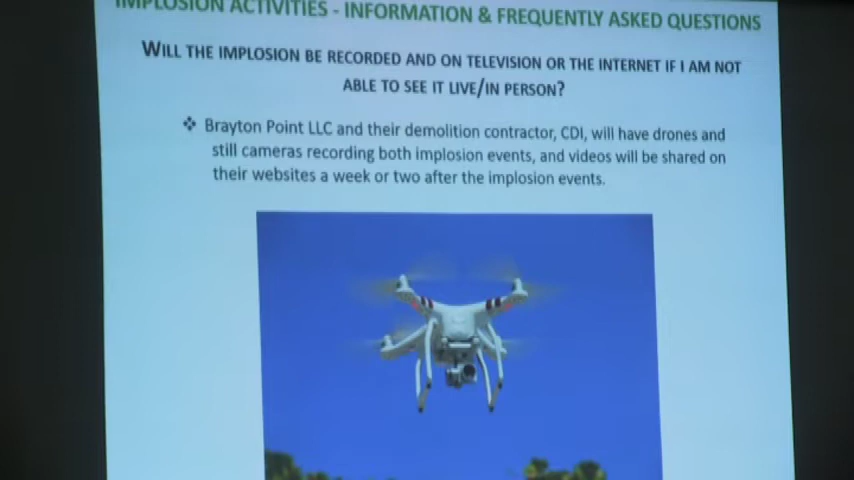 IMPLOSION ACTIVITIES - INFORMATION & FREQUENTLY ASKED QUESTIONS
WILL THE IMPLOSION BE RECORDED AND ON TELEVISION OR THE INTERNET IF I AM NOT
ABLE TO SEE IT LIVE/IN PERSON?
❖ Brayton Point LLC and their demolition contractor, CDI, will have drones and
still cameras recording both implosion events, and videos will be shared on
their websites a week or two after the implosion events.